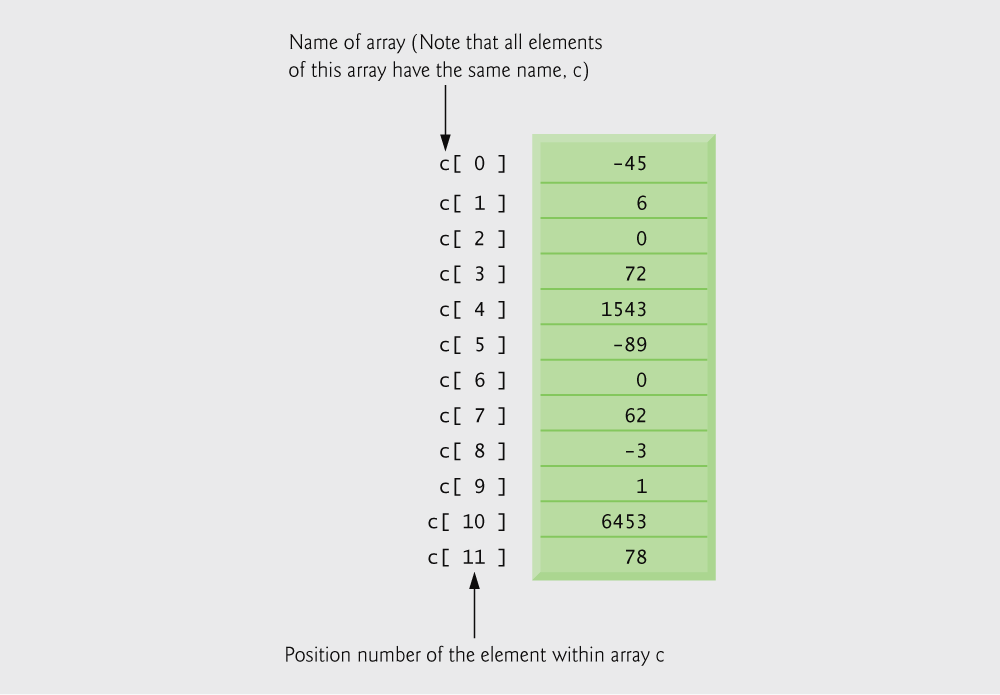 Name of array (Note that all elements
of this array have the same name, c)
c[ 0 ] -45
c[ 1 ] 6
c[ 2 ] 0
c[ 3 ] 72
c[ 4 ] 1543
c[ 5 ] -89
c[ 6 ] 0
c[ 7 ] 62
c[ 8 ] -3
c[ 9 ] 1
c[ 10 ] 6453
c[ 11 ] 78
Position number of the element within array c